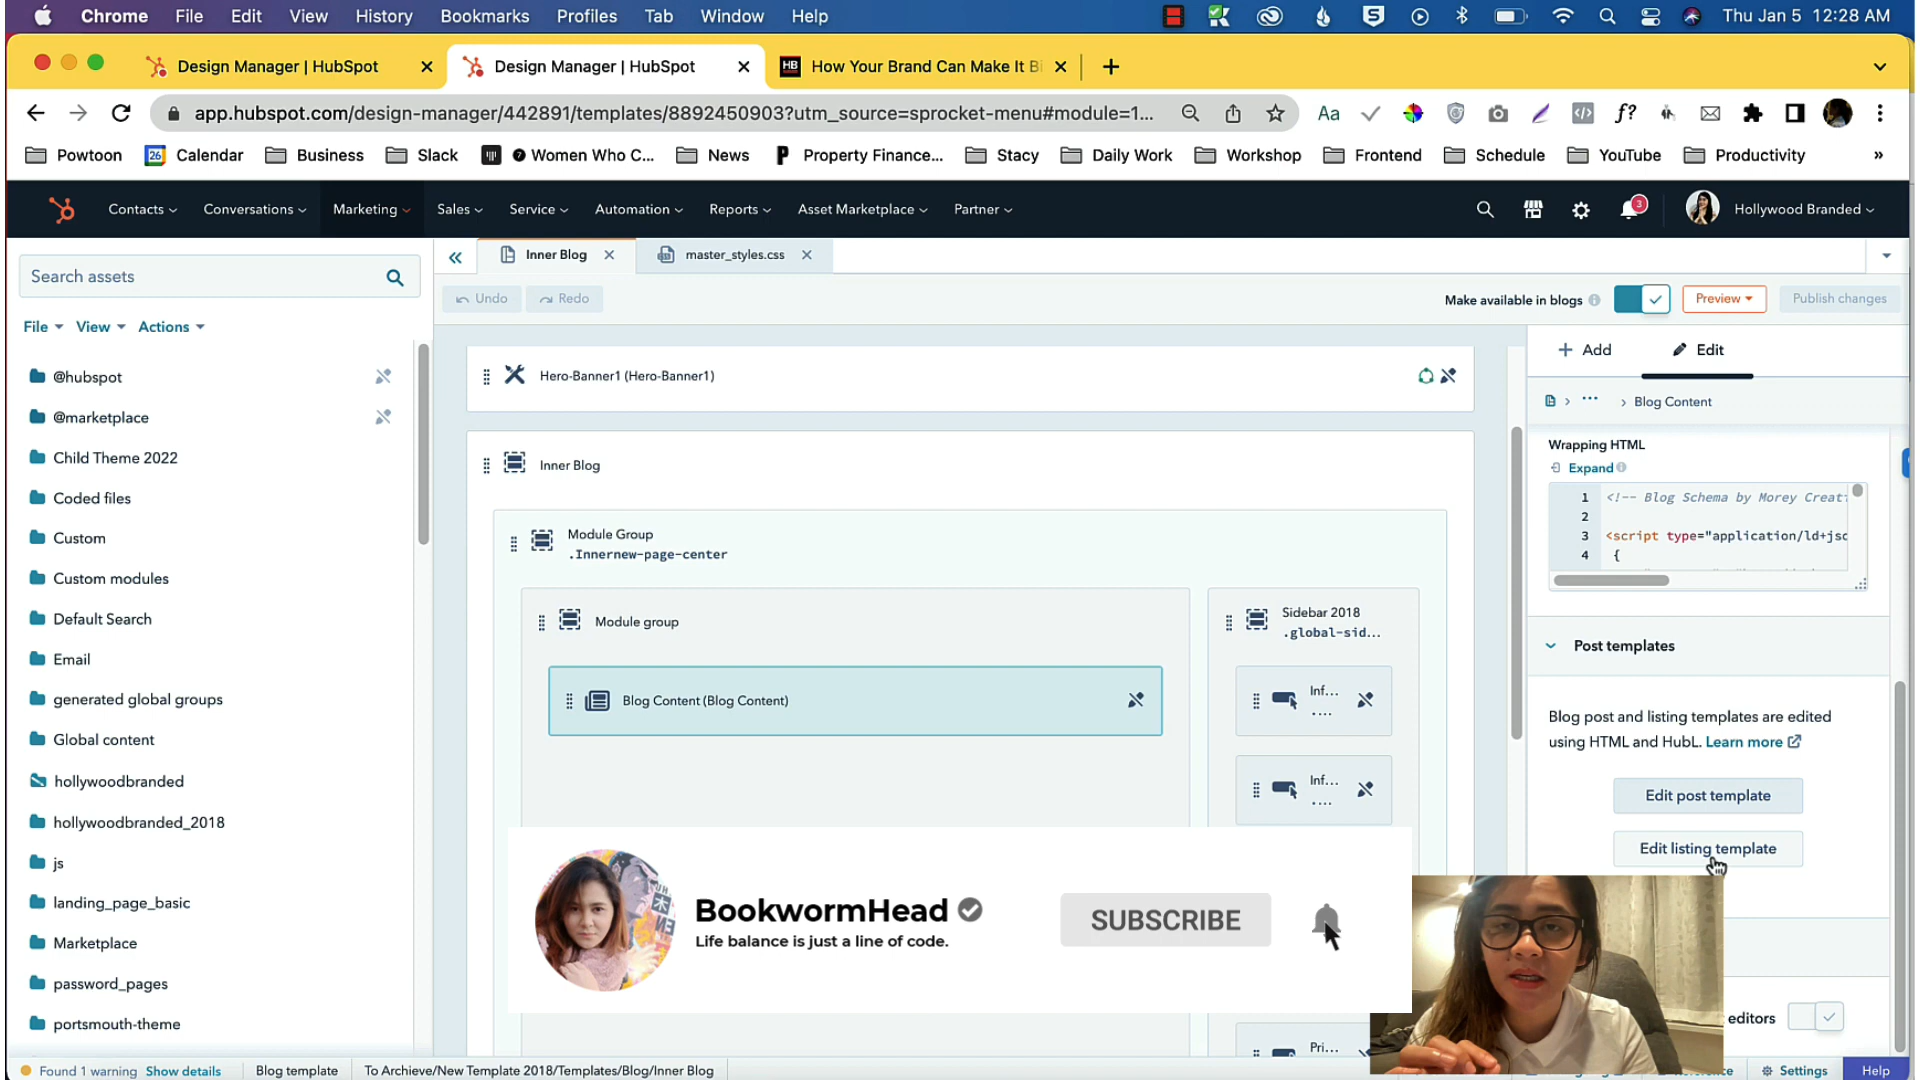 Chrome File Edit View History Bookmarks Profiles Tab Window Help Thu Jan 5 12:28 AM
Design Manager | HubSpot Design Manager | HubSpot How Your Brand Can Make It Bi
app.hubspot.com/design-manager/442891/templates/8892450903?utm_source=sprocket-menu#module=1...
Powtoon Calendar Business Slack Women Who C... News Property Finance... Stacy Daily Work Workshop Frontend Schedule YouTube Productivity »
Contacts Conversations Marketing Sales Service Automation Reports Asset Marketplace Partner 3 Hollywood Branded
Search assets
Inner Blog master_styles.css
Undo Redo Make available in blogs Preview Publish changes
File View Actions
@hubspot
@marketplace
Child Theme 2022
Coded files
Custom
Custom modules
Default Search
Email
generated global groups
Global content
hollywoodbranded
hollywoodbranded_2018
js
landing_page_basic
Marketplace
password_pages
portsmouth-theme
Hero-Banner1 (Hero-Banner1)
Inner Blog
Module Group
.Innernew-page-center
Module group
Blog Content (Blog Content)
Sidebar 2018
.global-sid...
Inf...
....
Inf...
....
Pri...
+ Add Edit
> ... > Blog Content
Wrapping HTML
Expand
1 <!-- Blog Schema by Morey Creat
2
3 <script type="application/ld+jsc
4 {
Post templates
Blog post and listing templates are edited
using HTML and HubL. Learn more
Edit post template
Edit listing template
editors
BookwormHead
Life balance is just a line of code.
SUBSCRIBE
Found 1 warning Show details Blog template To Archieve/New Template 2018/Templates/Blog/Inner Blog Settings Help